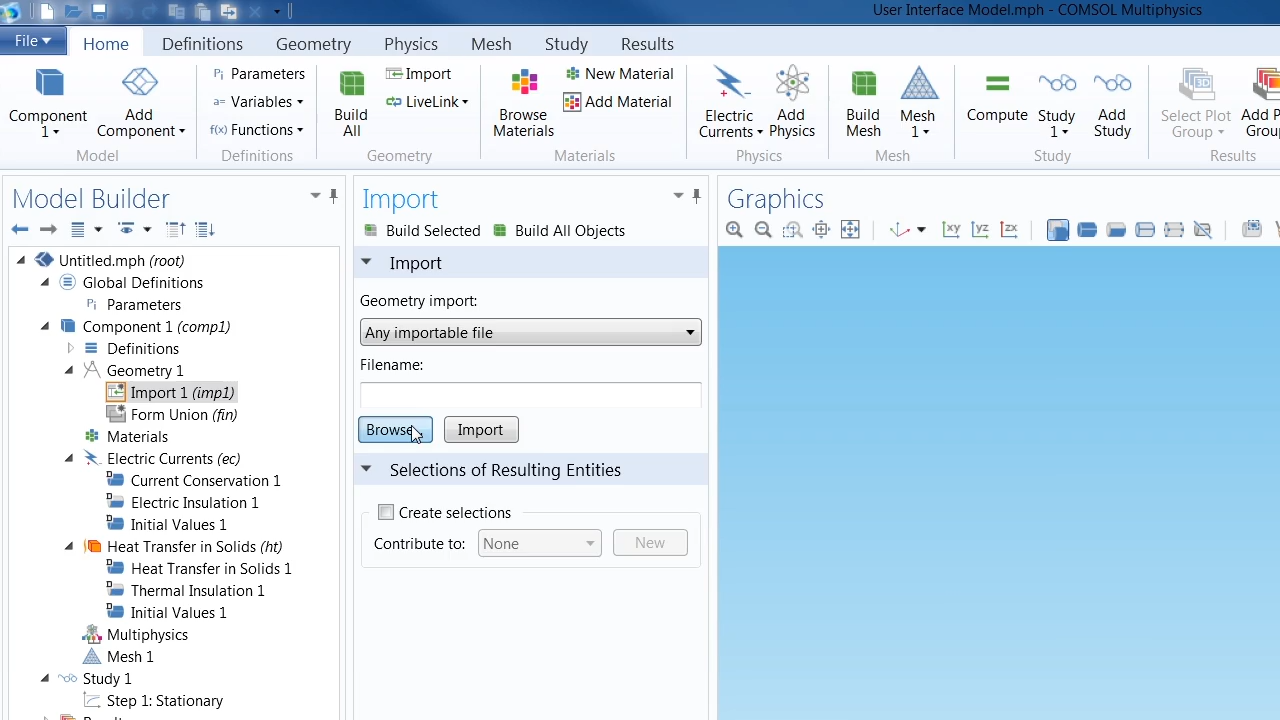 User Interface Model.mph - COMSOL Multiphysics
File Home Definitions Geometry Physics Mesh Study Results
Component 1
Add Component
Pi Parameters
a= Variables
f(x) Functions
Build All
Import
LiveLink
Browse Materials
New Material
Add Material
Electric Currents
Add Physics
Build Mesh
Mesh 1
Compute
Study 1
Add Study
Select Plot Group
Model Definitions Geometry Materials Physics Mesh Study Results
Model Builder
Untitled.mph (root)
Global Definitions
Pi Parameters
Component 1 (comp1)
Definitions
Geometry 1
Import 1 (imp1)
Form Union (fin)
Materials
Electric Currents (ec)
Current Conservation 1
Electric Insulation 1
Initial Values 1
Heat Transfer in Solids (ht)
Heat Transfer in Solids 1
Thermal Insulation 1
Initial Values 1
Multiphysics
Mesh 1
Study 1
Step 1: Stationary
Import
Build Selected Build All Objects
Import
Geometry import:
Any importable file
Filename:
Browse Import
Selections of Resulting Entities
Create selections
Contribute to: None New
Graphics
xy yz zx